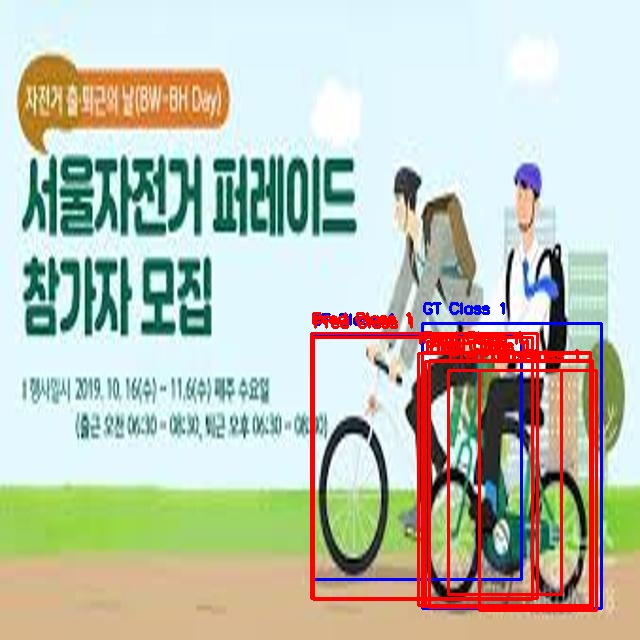 자전거 출·퇴근의 날(BW-BH Day)
서울자전거 퍼레이드
참가자 모집
행사일시 2019. 10. 16(수) ~ 11.6(수) 매주 수요일
(출근 오전 06:30 ~ 08:30, 퇴근 오후 06:30 ~ 08:30)
GT Class 1
Pred Class 1